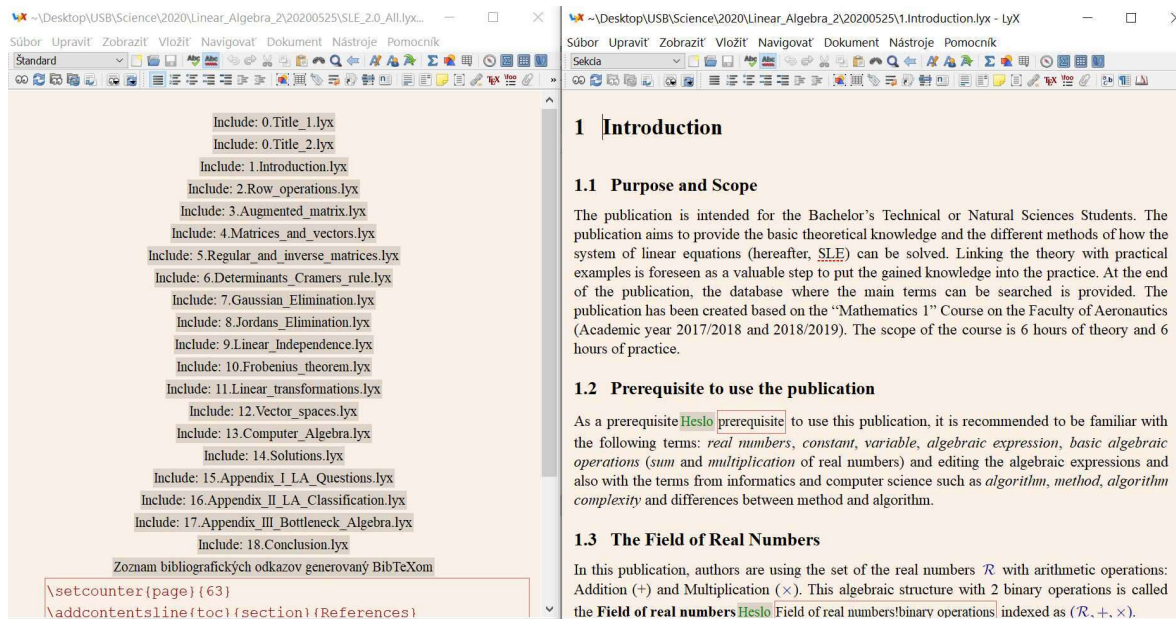 ~\Desktop\USB\Science\2020\Linear_Algebra_2\20200525\SLE_2.0_All.lyx...
Súbor Upraviť Zobraziť Vložiť Navigovať Dokument Nástroje Pomocník
Štandard
Include: 0.Title_1.lyx
Include: 0.Title_2.lyx
Include: 1.Introduction.lyx
Include: 2.Row_operations.lyx
Include: 3.Augmented_matrix.lyx
Include: 4.Matrices_and_vectors.lyx
Include: 5.Regular_and_inverse_matrices.lyx
Include: 6.Determinants_Cramers_rule.lyx
Include: 7.Gaussian_Elimination.lyx
Include: 8.Jordans_Elimination.lyx
Include: 9.Linear_Independence.lyx
Include: 10.Frobenius_theorem.lyx
Include: 11.Linear_transformations.lyx
Include: 12.Vector_spaces.lyx
Include: 13.Computer_Algebra.lyx
Include: 14.Solutions.lyx
Include: 15.Appendix_I_LA_Questions.lyx
Include: 16.Appendix_II_LA_Classification.lyx
Include: 17.Appendix_III_Bottleneck_Algebra.lyx
Include: 18.Conclusion.lyx
Zoznam bibliografických odkazov generovaný BibTeXom
\setcounter{page}{63}
\addcontentsline{toc}{section}{References}
~\Desktop\USB\Science\2020\Linear_Algebra_2\20200525\1.Introduction.lyx - LyX
Súbor Upraviť Zobraziť Vložiť Navigovať Dokument Nástroje Pomocník
Sekcia
1 Introduction
1.1 Purpose and Scope
The publication is intended for the Bachelor's Technical or Natural Sciences Students. The
publication aims to provide the basic theoretical knowledge and the different methods of how the
system of linear equations (hereafter, SLE) can be solved. Linking the theory with practical
examples is foreseen as a valuable step to put the gained knowledge into the practice. At the end
of the publication, the database where the main terms can be searched is provided. The
publication has been created based on the “Mathematics 1” Course on the Faculty of Aeronautics
(Academic year 2017/2018 and 2018/2019). The scope of the course is 6 hours of theory and 6
hours of practice.
1.2 Prerequisite to use the publication
As a prerequisite Heslo prerequisite to use this publication, it is recommended to be familiar with
the following terms: real numbers, constant, variable, algebraic expression, basic algebraic
operations (sum and multiplication of real numbers) and editing the algebraic expressions and
also with the terms from informatics and computer science such as algorithm, method, algorithm
complexity and differences between method and algorithm.
1.3 The Field of Real Numbers
In this publication, authors are using the set of the real numbers ℛ with arithmetic operations:
Addition (+) and Multiplication (×). This algebraic structure with 2 binary operations is called
the Field of real numbers Heslo Field of real numbers!binary operations indexed as (ℛ, +, ×).